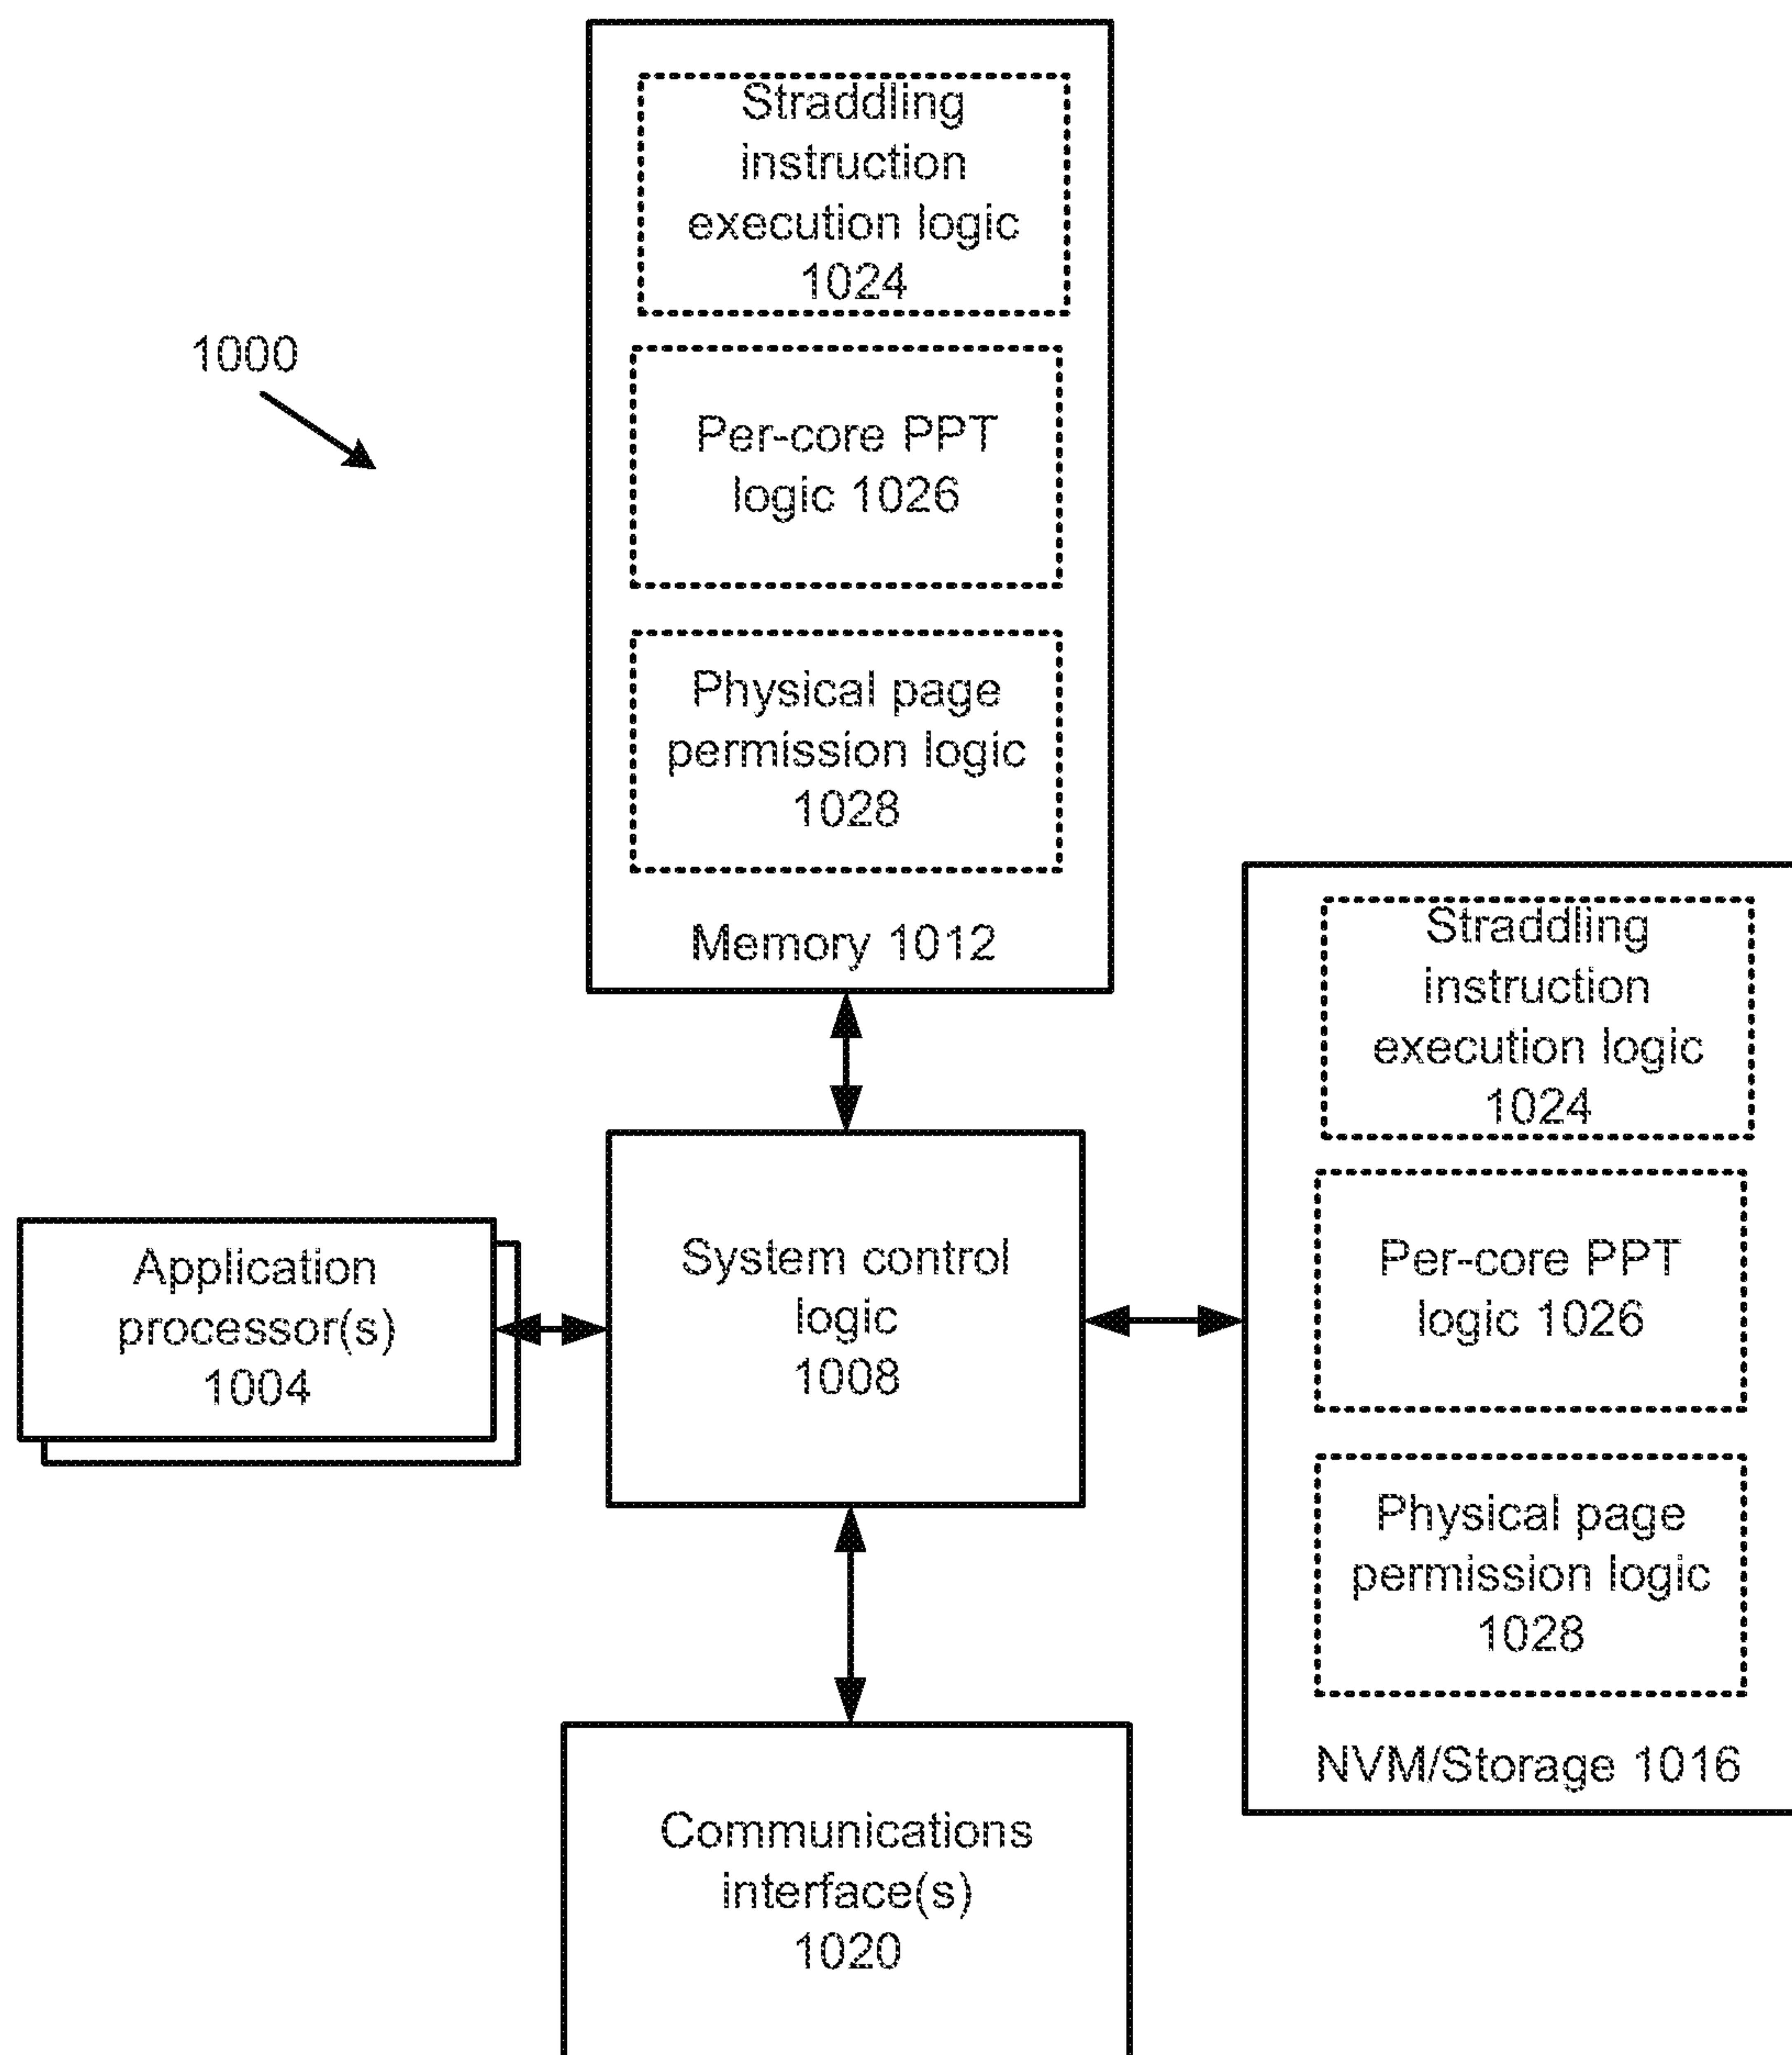 Straddling
instruction
execution logic
1024
1000
Per-core PPT
logic 1026
Physical page
permission logic
1028
Memory 1012
Straddling
instruction
execution logic
1024
Per-core PPT
logic 1026
Physical page
permission logic
1028
NVM/Storage 1016
Application
processor(s)
1004
System control
logic
1008
Communications
interface(s)
1020